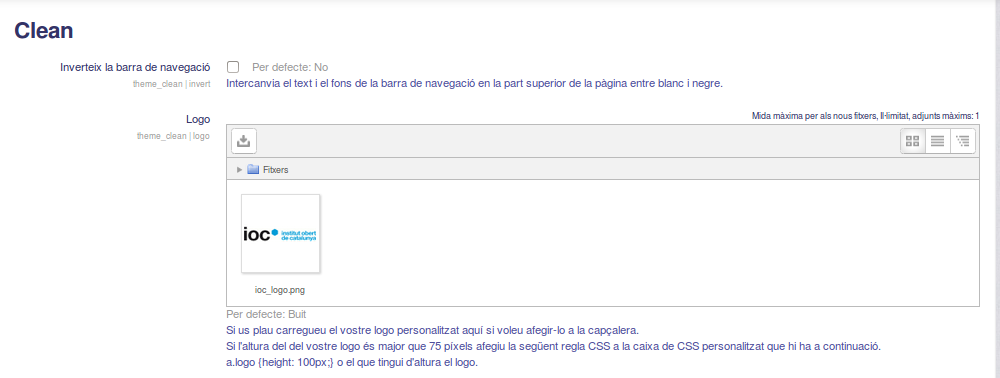 Clean
Inverteix la barra de navegació
Per defecte: No
theme_clean | invert
Intercanvia el text i el fons de la barra de navegació en la part superior de la pàgina entre blanc i negre.
Logo
Mida màxima per als nous fitxers, Il·limitat, adjunts màxims: 1
theme_clean | logo
Fitxers
ioc institut obert
de catalunya
ioc_logo.png
Per defecte: Buit
Si us plau carregueu el vostre logo personalitzat aquí si voleu afegir-lo a la capçalera.
Si l'altura del del vostre logo és major que 75 píxels afegiu la següent regla CSS a la caixa de CSS personalitzat que hi ha a continuació.
a.logo {height: 100px;} o el que tingui d'altura el logo.